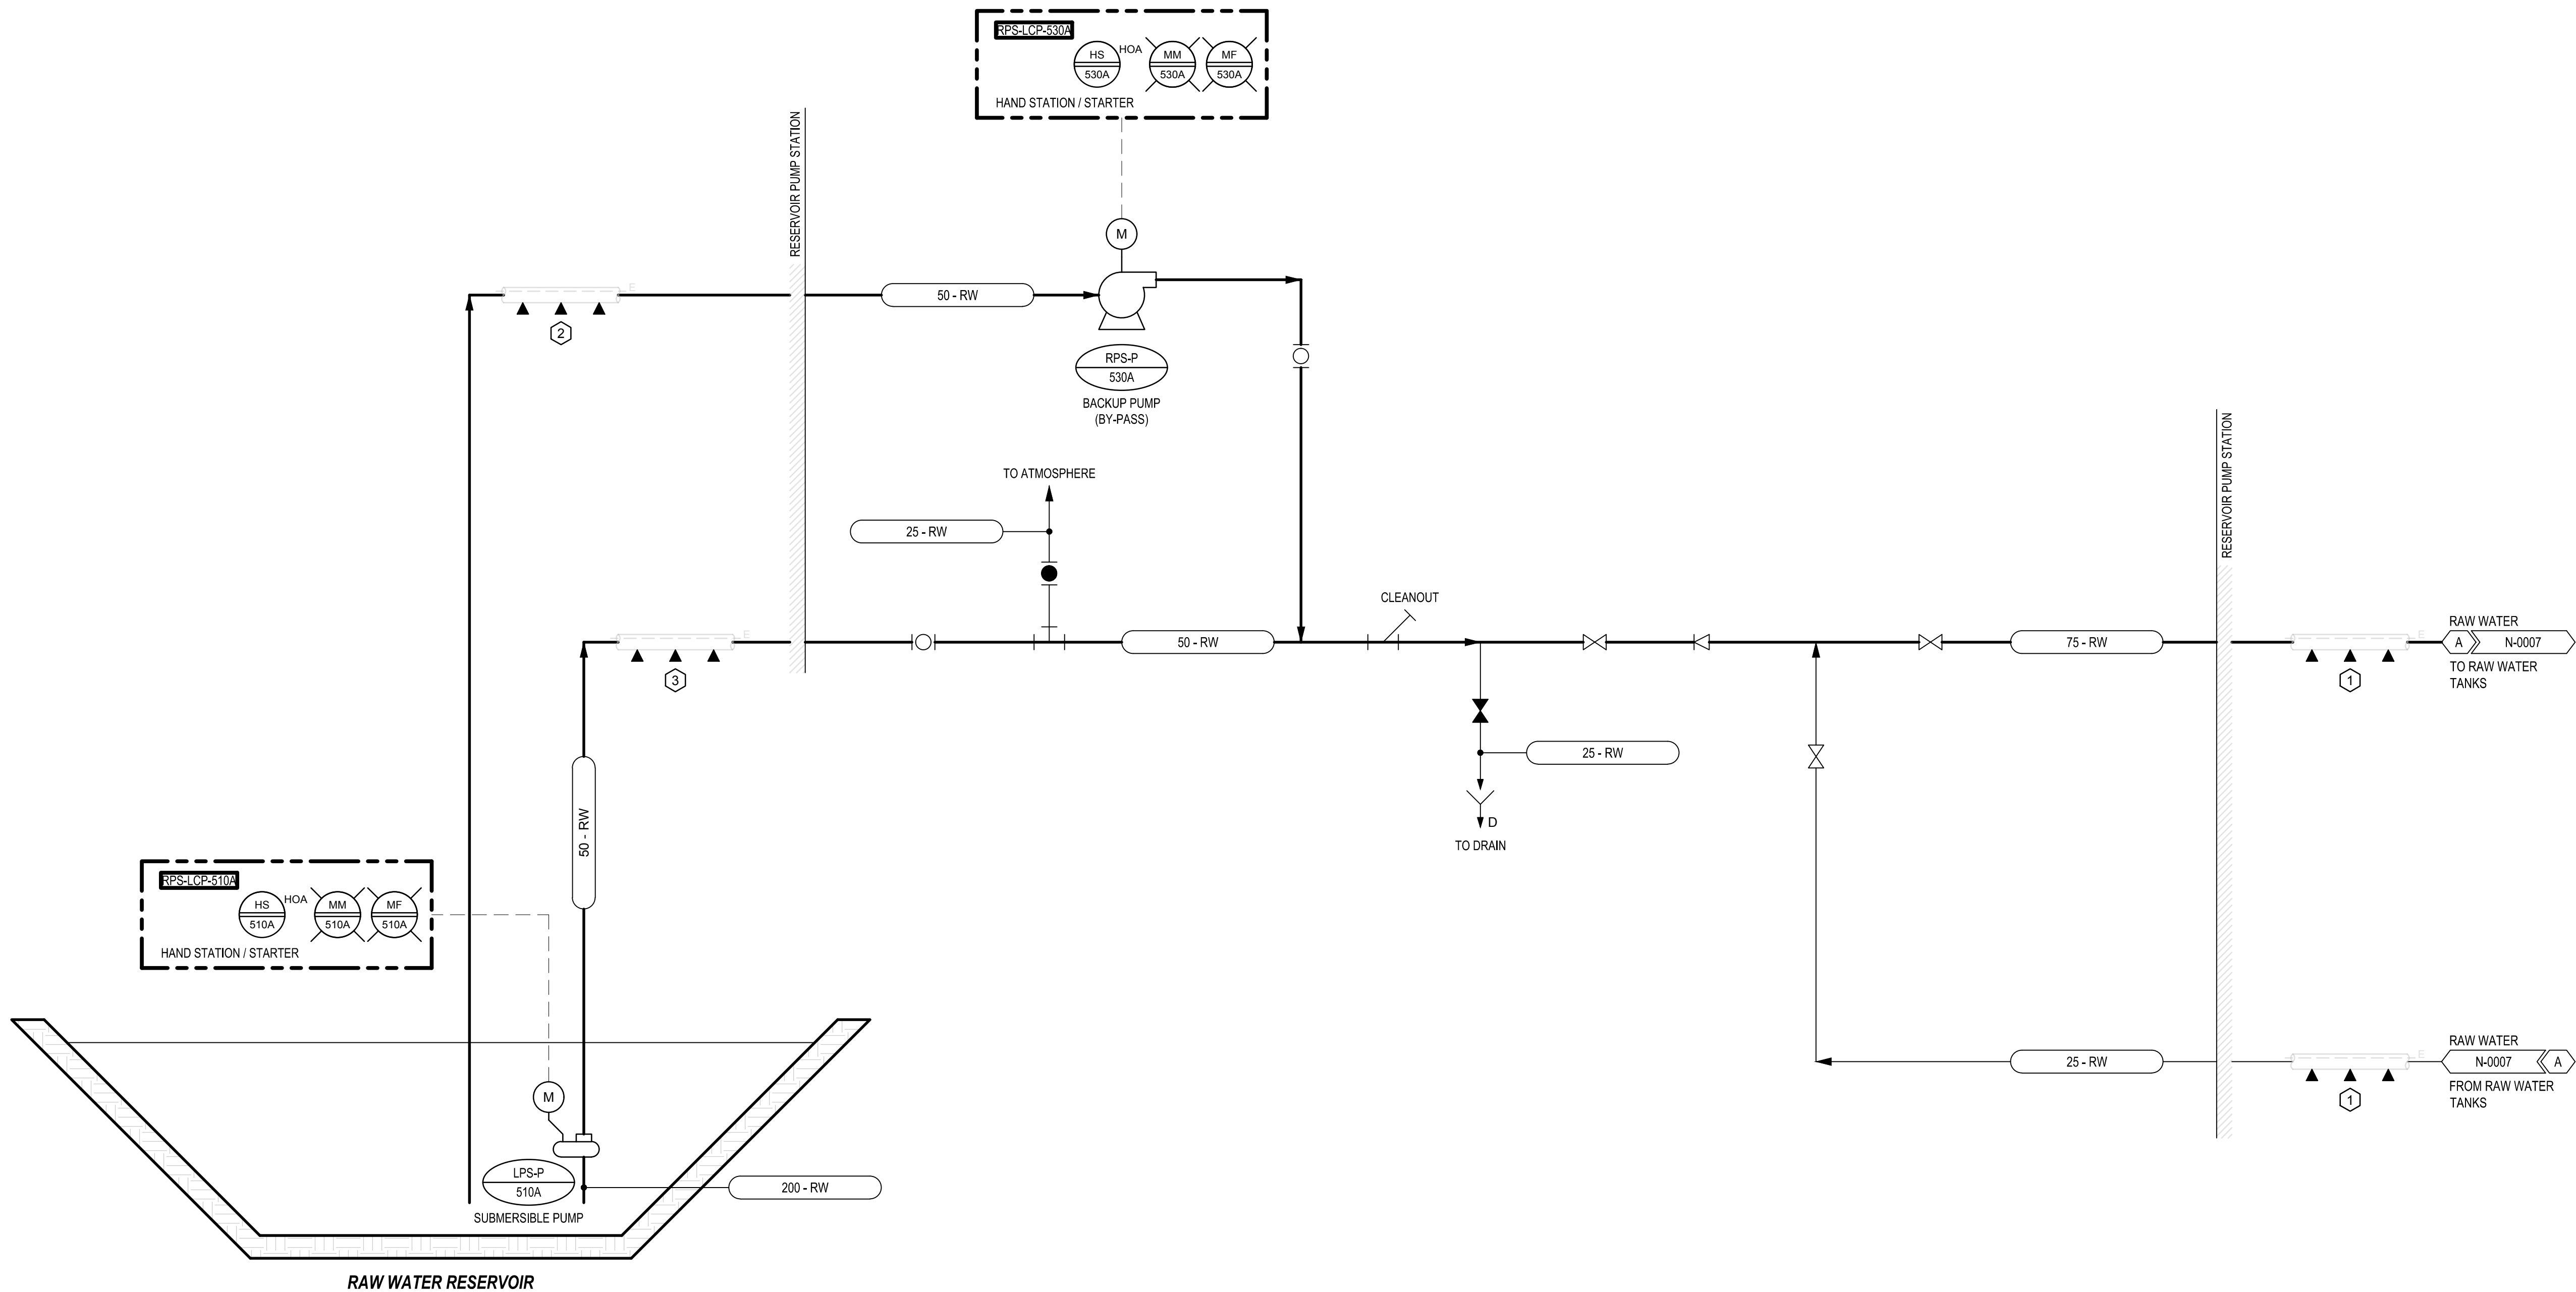 RPS-LCP-530A
HS
530A
HOA
MM
530A
MF
530A
HAND STATION / STARTER
RESERVOIR PUMP STATION
M
E
50 - RW
2
RPS-P
530A
BACKUP PUMP
(BY-PASS)
RESERVOIR PUMP STATION
TO ATMOSPHERE
25 - RW
CLEANOUT
E
3
50 - RW
75 - RW
E
1
RAW WATER
A
N-0007
TO RAW WATER
TANKS
25 - RW
D
TO DRAIN
50 - RW
RPS-LCP-510A
HS
510A
HOA
MM
510A
MF
510A
HAND STATION / STARTER
25 - RW
E
1
RAW WATER
N-0007
A
FROM RAW WATER
TANKS
M
LPS-P
510A
200 - RW
SUBMERSIBLE PUMP
RAW WATER RESERVOIR